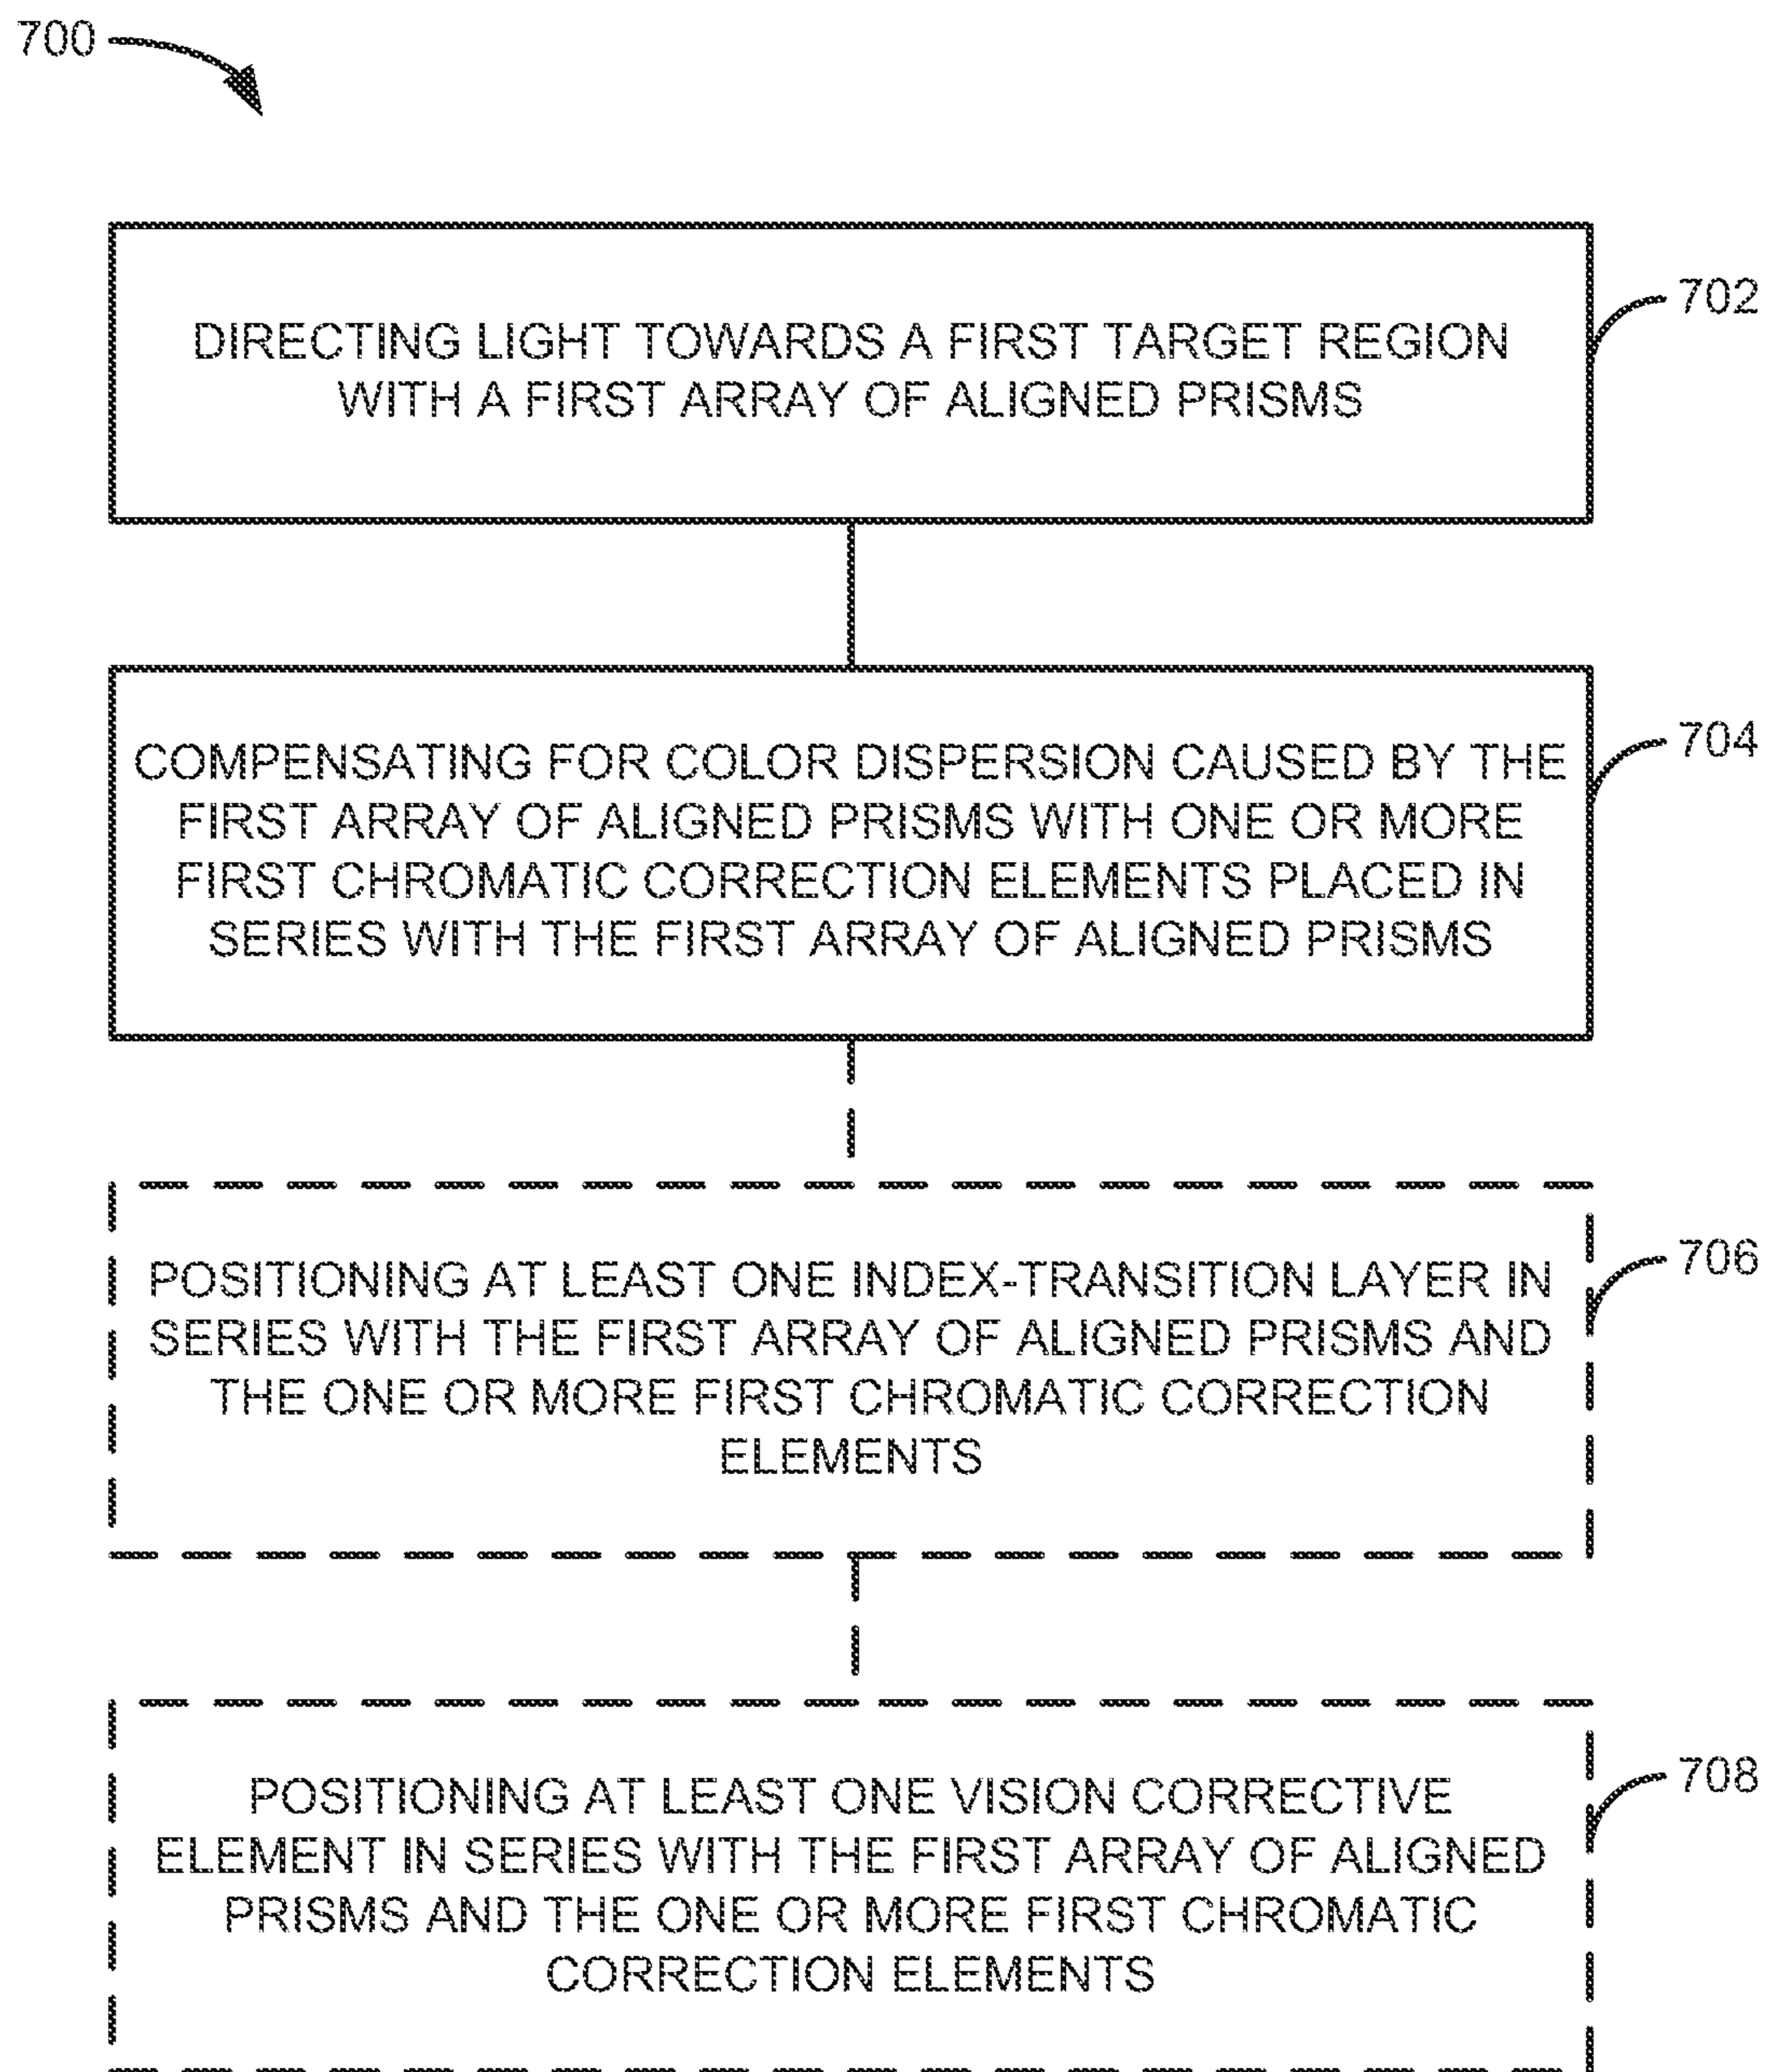 700
DIRECTING LIGHT TOWARDS A FIRST TARGET REGION
WITH A FIRST ARRAY OF ALIGNED PRISMS
702
COMPENSATING FOR COLOR DISPERSION CAUSED BY THE
FIRST ARRAY OF ALIGNED PRISMS WITH ONE OR MORE
FIRST CHROMATIC CORRECTION ELEMENTS PLACED IN
SERIES WITH THE FIRST ARRAY OF ALIGNED PRISMS
704
POSITIONING AT LEAST ONE INDEX-TRANSITION LAYER IN
SERIES WITH THE FIRST ARRAY OF ALIGNED PRISMS AND
THE ONE OR MORE FIRST CHROMATIC CORRECTION
ELEMENTS
706
POSITIONING AT LEAST ONE VISION CORRECTIVE
ELEMENT IN SERIES WITH THE FIRST ARRAY OF ALIGNED
PRISMS AND THE ONE OR MORE FIRST CHROMATIC
CORRECTION ELEMENTS
708